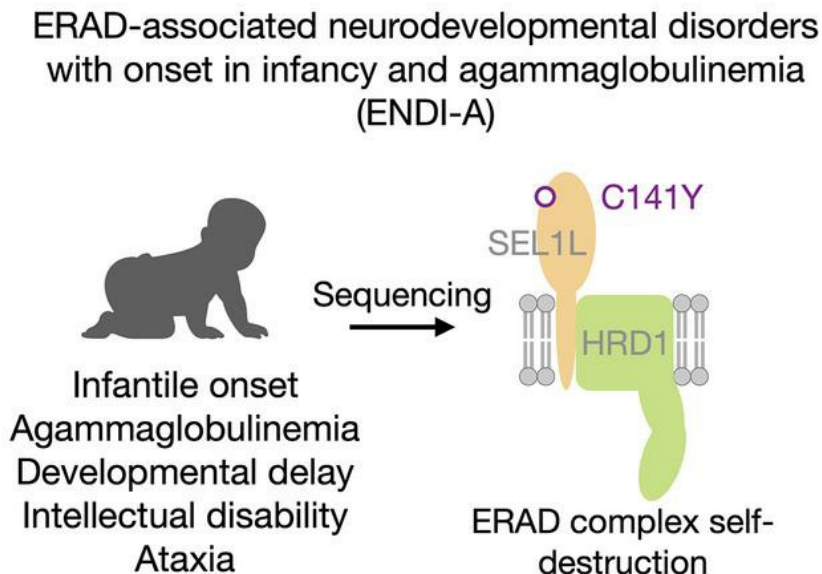 ERAD-associated neurodevelopmental disorders
with onset in infancy and agammaglobulinemia
(ENDI-A)
C141Y
SEL1L
Sequencing
HRD1
Infantile onset
Agammaglobulinemia
Developmental delay
Intellectual disability
Ataxia
ERAD complex self-
destruction